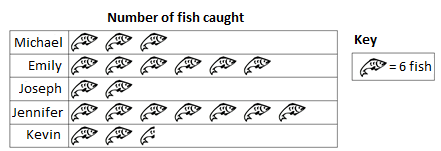 Number of fish caught
Michael
Emily
Joseph
Jennifer
Kevin
Key
= 6 fish